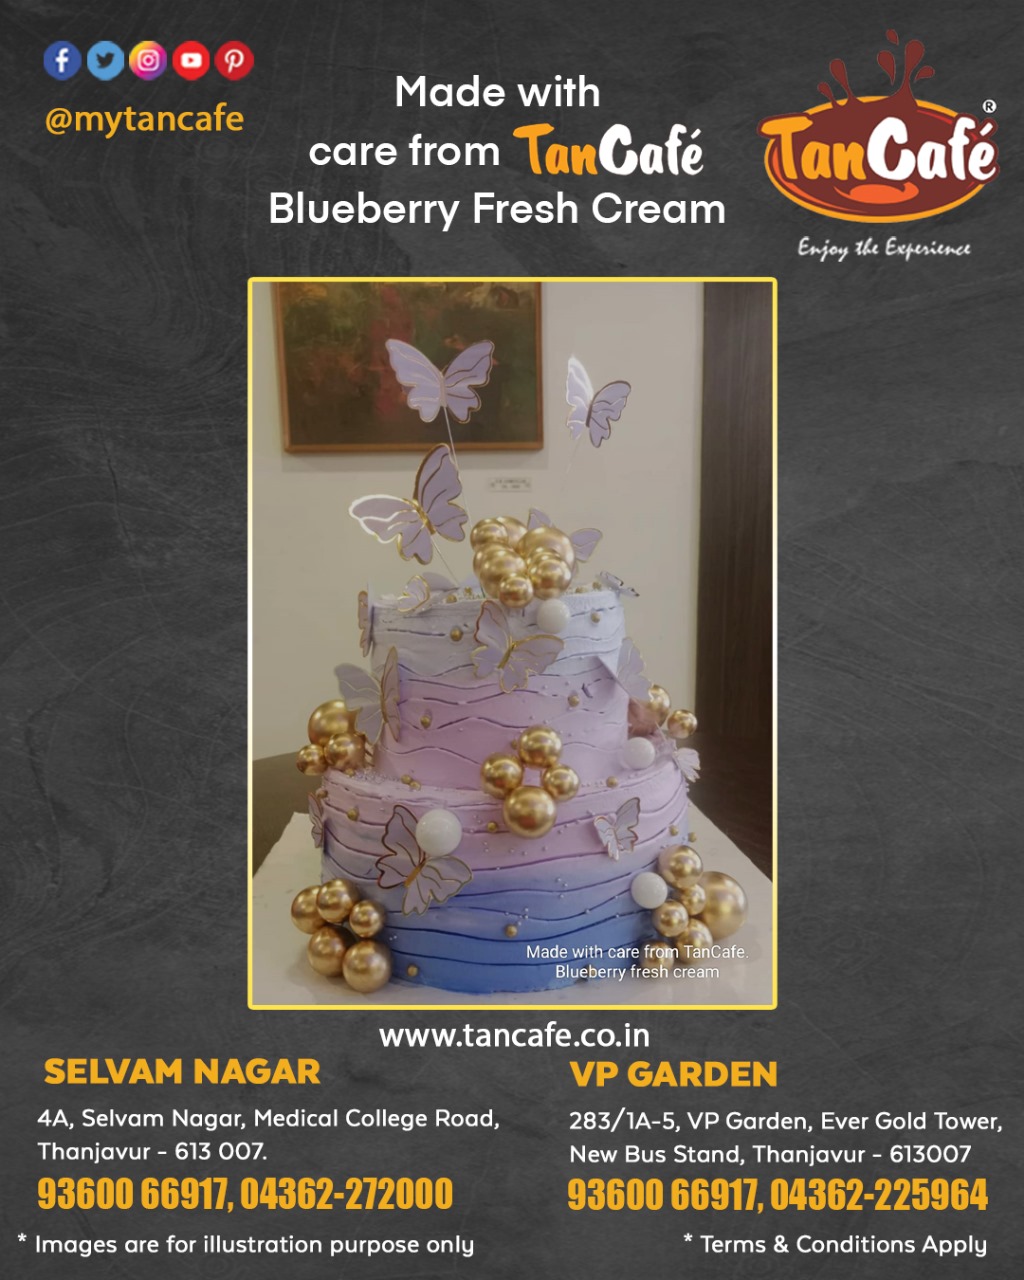 @mytancafe
Made with
care from TanCafé
Blueberry Fresh Cream
TanCafé®
Enjoy the Experience
Made with care from TanCafe.
Blueberry fresh cream
www.tancafe.co.in
SELVAM NAGAR
4A, Selvam Nagar, Medical College Road,
Thanjavur - 613 007.
93600 66917, 04362-272000
VP GARDEN
283/1A-5, VP Garden, Ever Gold Tower,
New Bus Stand, Thanjavur - 613007
93600 66917, 04362-225964
* Images are for illustration purpose only
* Terms & Conditions Apply